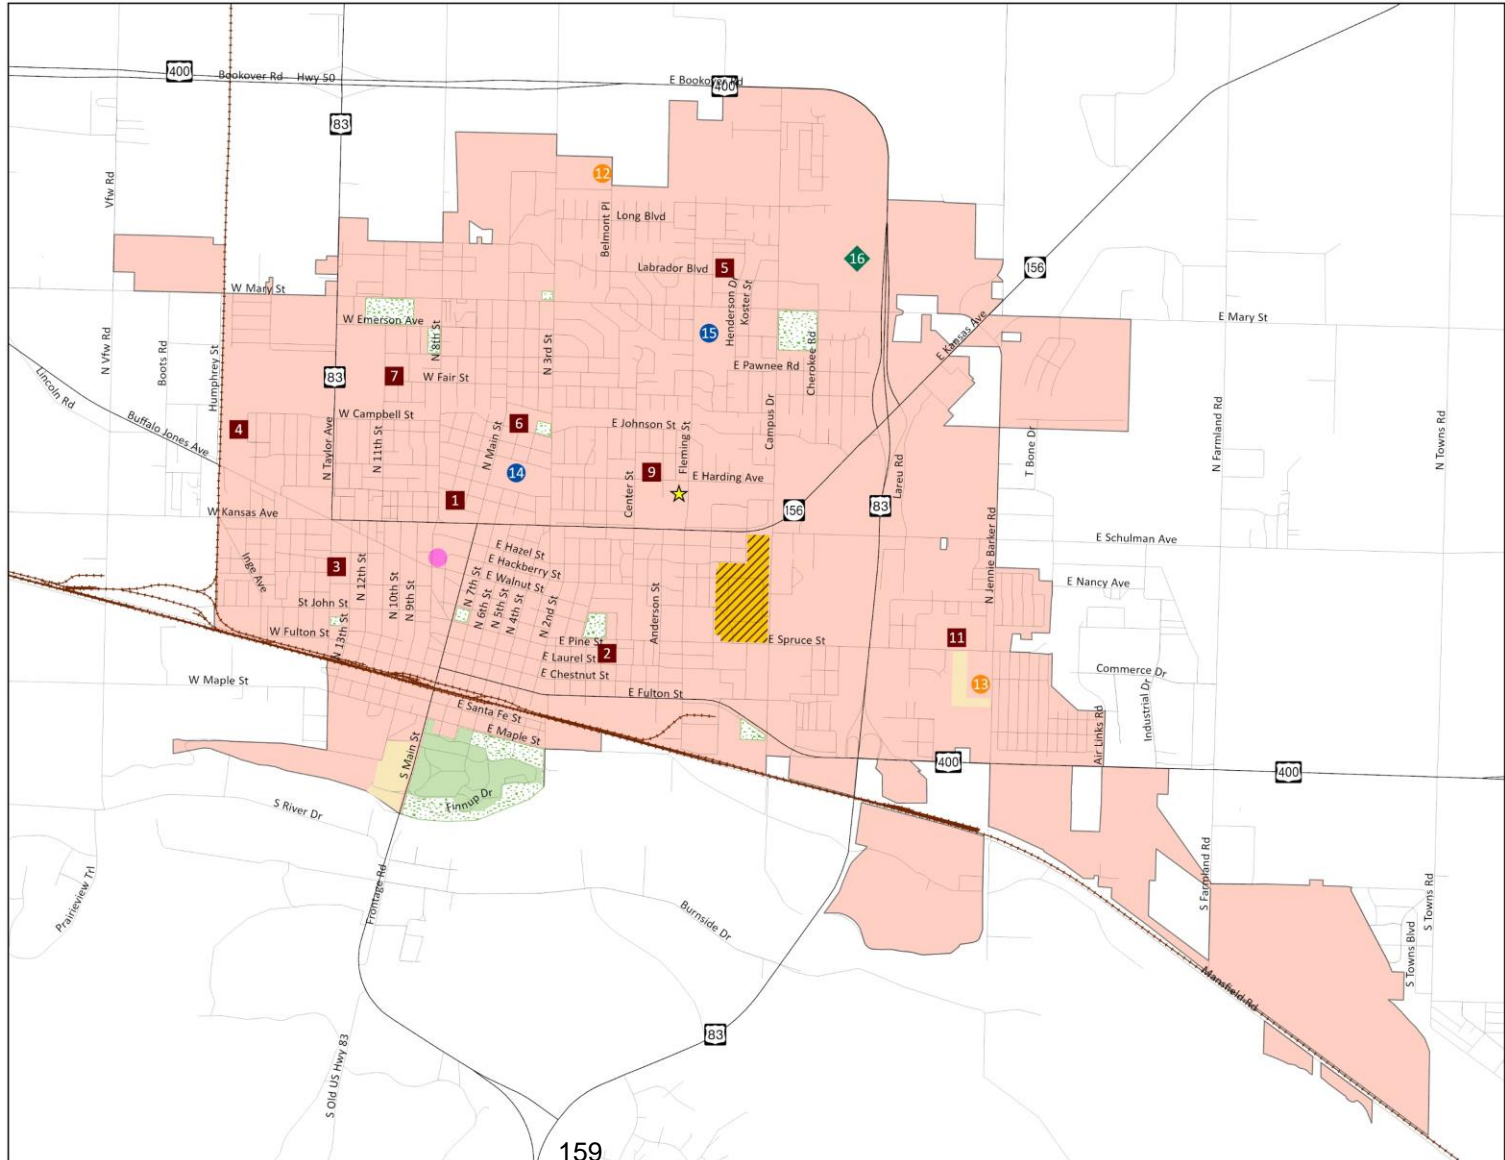 400
Bookover Rd Hwy 50
E Bookover Rd
400
83
12
Vfw Rd
Belmont Pl
Long Blvd
16
156
Labrador Blvd
5
W Mary St
Henderson Dr
Koster St
W Emerson Ave
N 8th St
15
E Mary St
N Vfw Rd
Boots Rd
Humphrey St
N 3rd St
E Kansas Ave
E Pawnee Rd
Cherokee Rd
83
7
W Fair St
Lincoln Rd
Buffalo Jones Ave
W Campbell St
4
6
E Johnson St
Campus Dr
N Taylor Ave
N 11th St
N Main St
Fleming St
T Bone Dr
N Farmland Rd
N Towns Rd
14
9
E Harding Ave
Center St
Lareu Rd
1
W Kansas Ave
156
83
N Jennie Barker Rd
E Schulman Ave
E Hazel St
E Hackberry St
E Walnut St
Inge Ave
3
N 12th St
N 10th St
N 9th St
N 7th St
N 6th St
N 5th St
N 4th St
N 2nd St
Anderson St
E Nancy Ave
St John St
W Fulton St
N 13th St
E Pine St
2
E Laurel St
E Chestnut St
E Spruce St
11
13
Commerce Dr
Industrial Dr
W Maple St
E Fulton St
E Santa Fe St
E Maple St
S Main St
Air Links Rd
400
400
Finnup Dr
S River Dr
Prairieview Trl
Frontage Rd
Burnside Dr
S Farmland Rd
S Towns Rd
S Towns Blvd
Mansfield Rd
83
S Old US Hwy 83
159